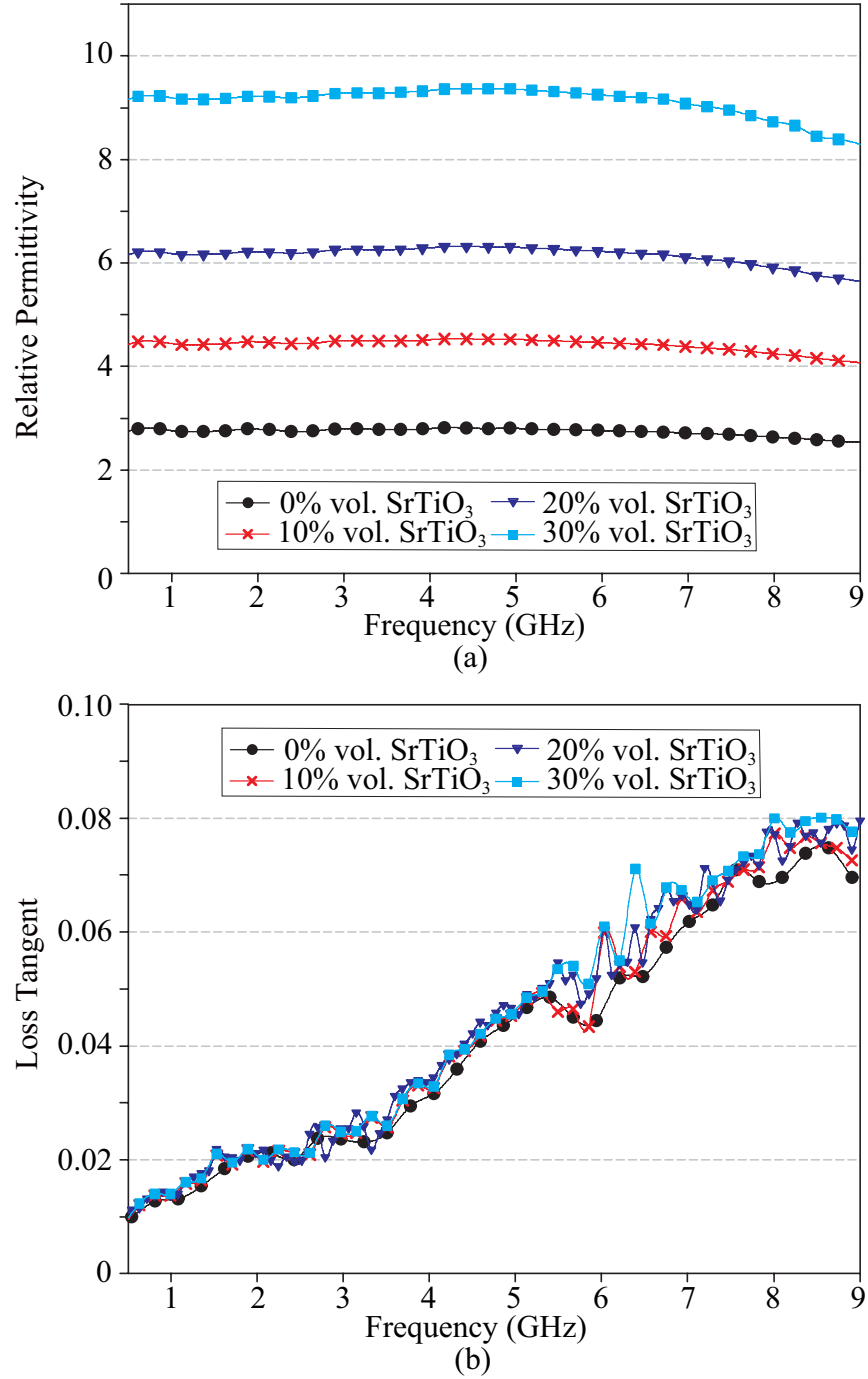 10
8
6
4
2
0
Relative Permittivity
0% vol. SrTiO₃ 20% vol. SrTiO₃
10% vol. SrTiO₃ 30% vol. SrTiO₃
1 2 3 4 5 6 7 8 9
Frequency (GHz)
(a)
0.10
0.08
0.06
0.04
0.02
0
Loss Tangent
0% vol. SrTiO₃ 20% vol. SrTiO₃
10% vol. SrTiO₃ 30% vol. SrTiO₃
1 2 3 4 5 6 7 8 9
Frequency (GHz)
(b)